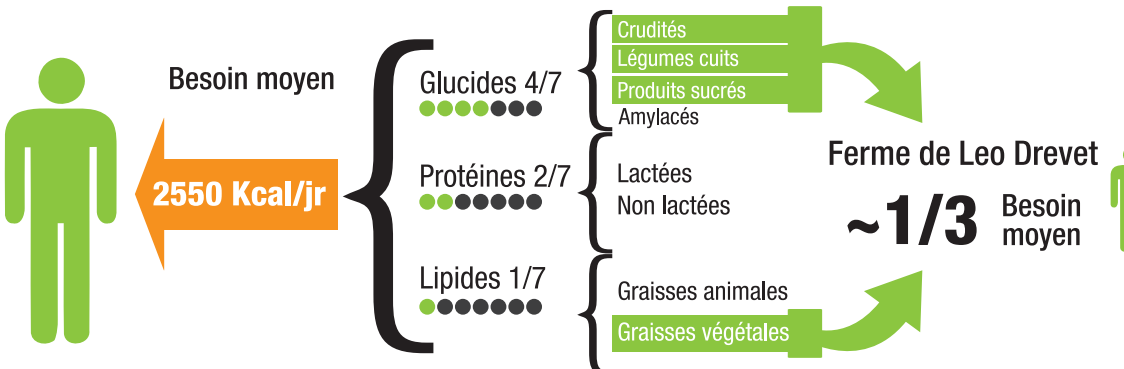 Besoin moyen
2550 Kcal/jr
Glucides 4/7
Protéines 2/7
Lipides 1/7
Crudités
Légumes cuits
Produits sucrés
Amylacés
Lactées
Non lactées
Graisses animales
Graisses végétales
Ferme de Leo Drevet
~1/3 Besoin
moyen